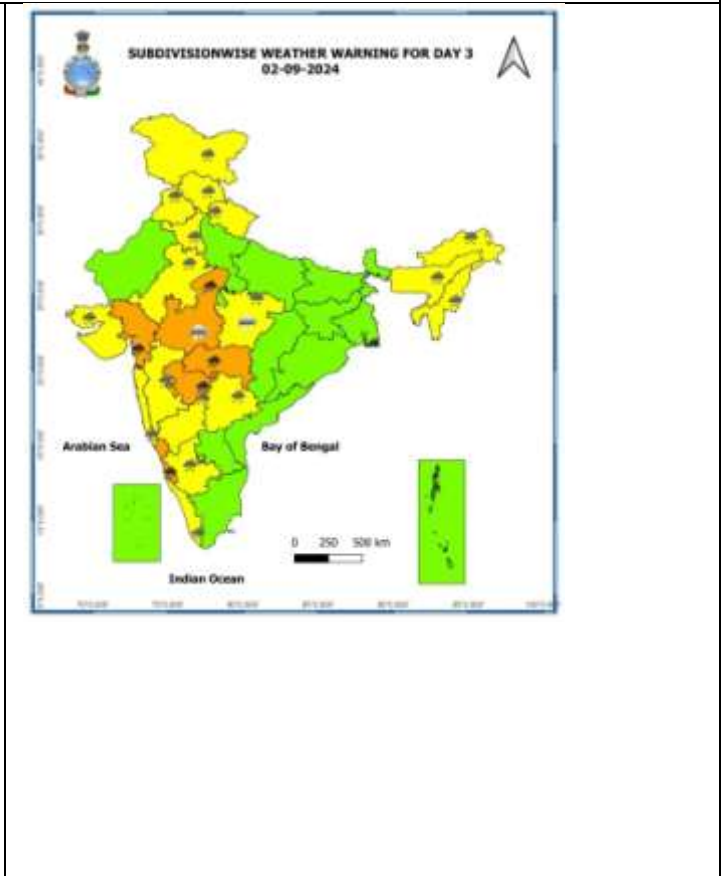 SUBDIVISIONWISE WEATHER WARNING FOR DAY 3
02-09-2024
Arabian Sea
Bay of Bengal
0 250 500 km
Indian Ocean